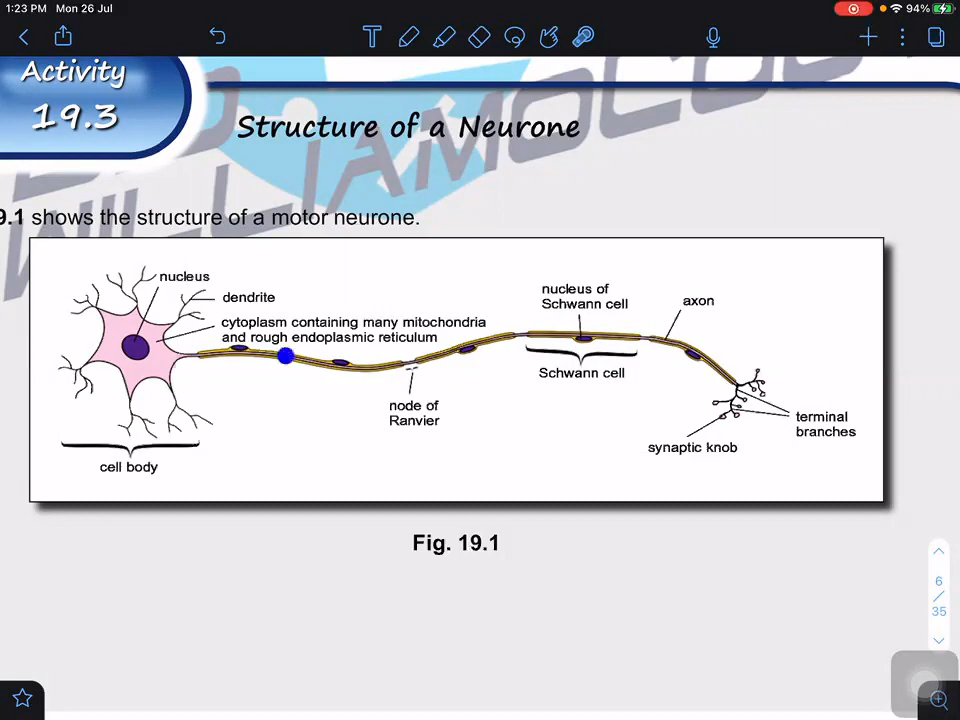 1:23 PM Mon 26 Jul
94%
Activity
19.3
Structure of a Neurone
9.1 shows the structure of a motor neurone.
nucleus
dendrite
cytoplasm containing many mitochondria
and rough endoplasmic reticulum
nucleus of
Schwann cell
axon
Schwann cell
node of
Ranvier
terminal
branches
synaptic knob
cell body
Fig. 19.1
6
/
35